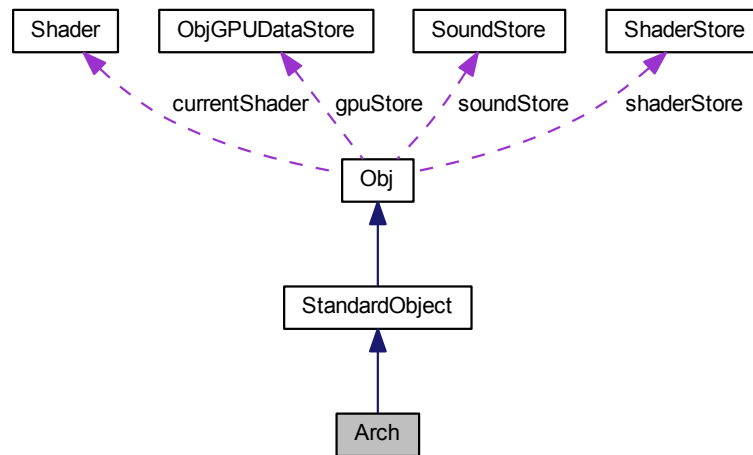 Shader
ObjGPUDataStore
SoundStore
ShaderStore
currentShader
gpuStore
soundStore
shaderStore
Obj
StandardObject
Arch